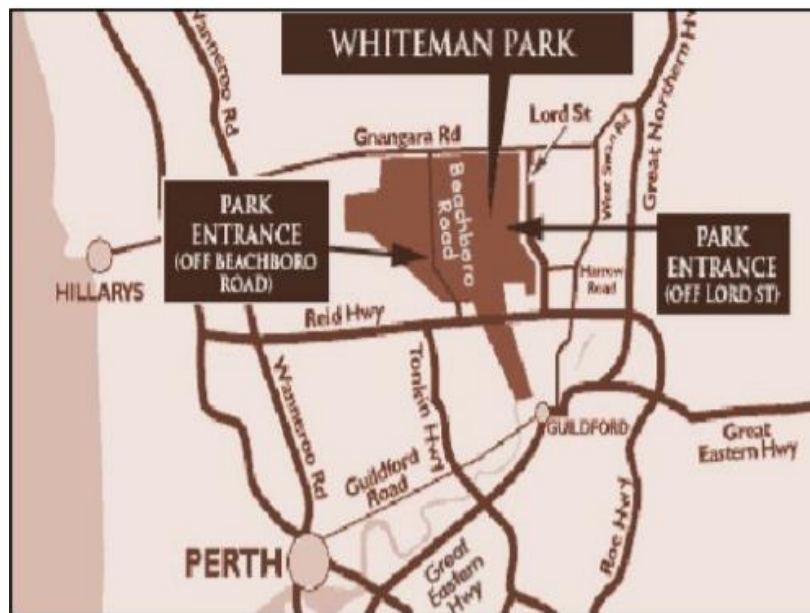 WHITEMAN PARK
Wanneroo Rd
Great Northern Hwy
Lord St
Gnangara Rd
West Swan Rd
Beachboro
Road
PARK
ENTRANCE
(OFF BEACHBORO
ROAD)
PARK
ENTRANCE
(OFF LORD ST)
HILLARYS
Harrow
Road
Reid Hwy
Wanneroo Rd
Tonkin Hwy
Guildford
Road
GUILDFORD
Great
Eastern Hwy
Roe Hwy
PERTH
Great
Eastern
Hwy